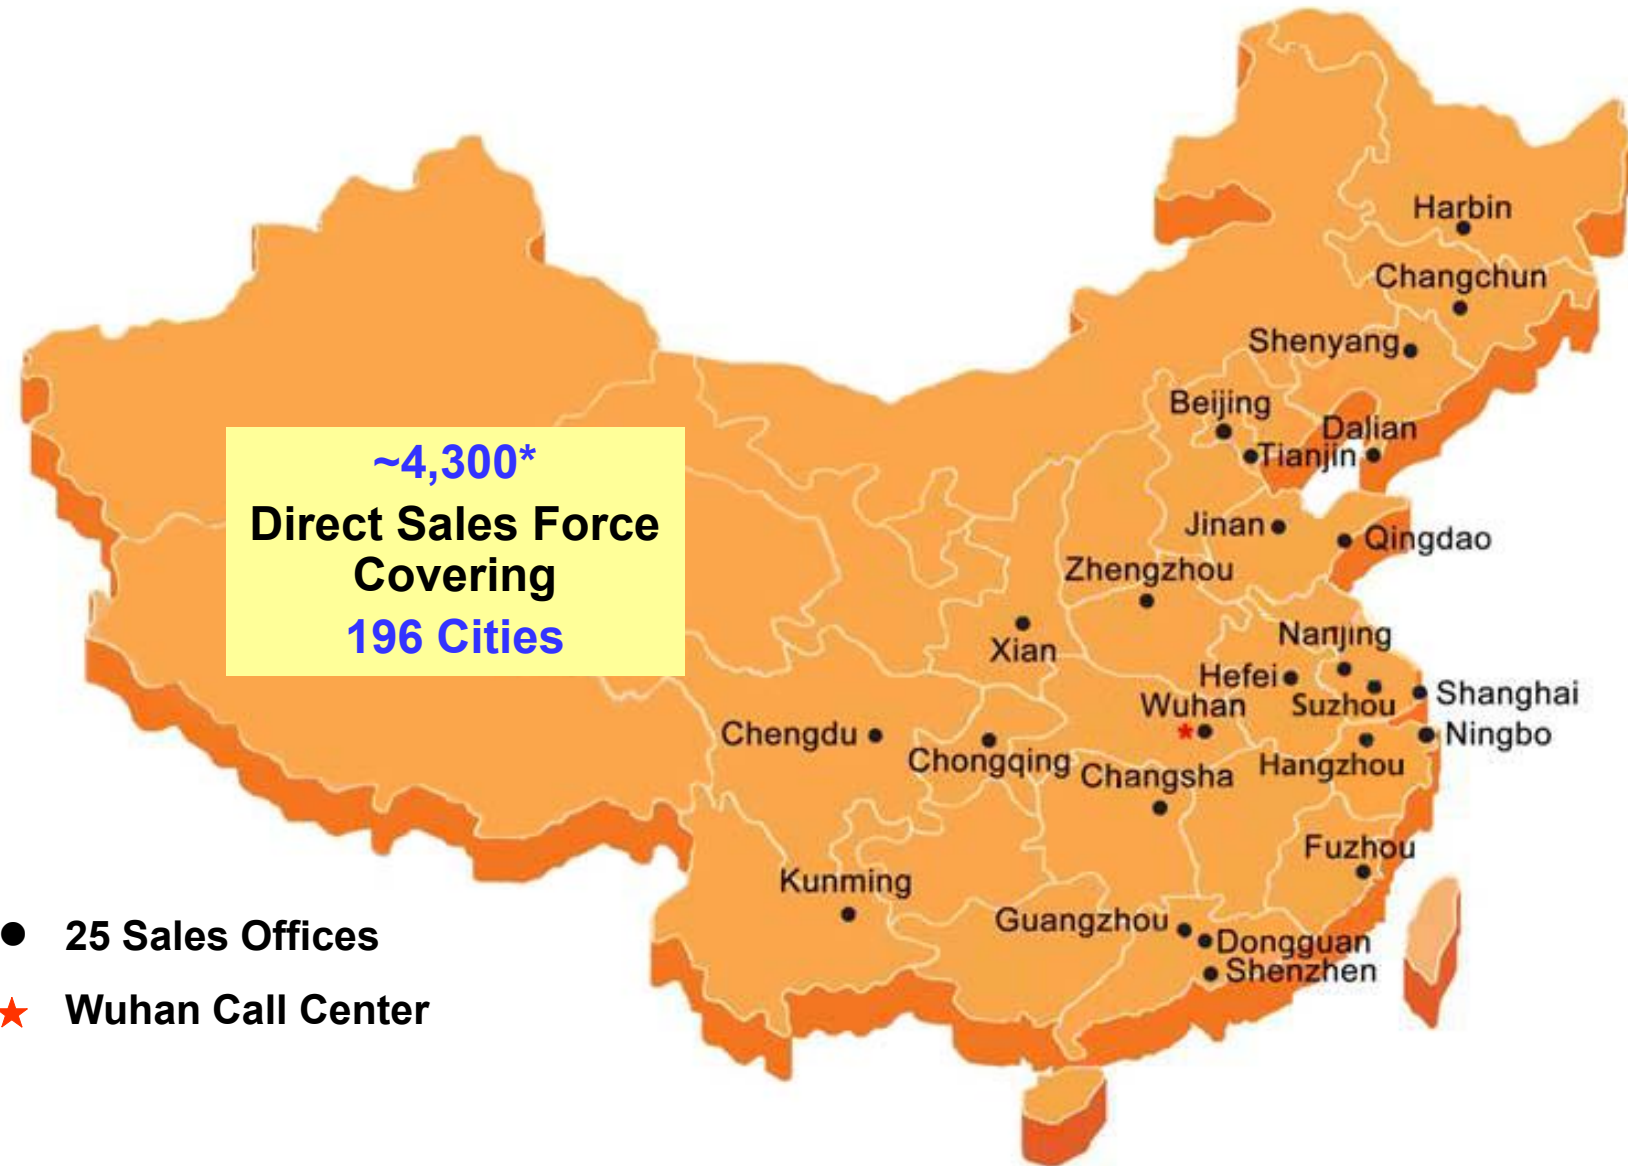 Harbin
Changchun
Shenyang
Beijing
Dalian
Tianjin
~4,300*
Direct Sales Force
Covering
196 Cities
Jinan
Qingdao
Zhengzhou
Xian
Nanjing
Hefei
Suzhou
Shanghai
Wuhan
*
Ningbo
Chengdu
Chongqing
Changsha
Hangzhou
Fuzhou
Kunming
Guangzhou
Dongguan
Shenzhen
25 Sales Offices
Wuhan Call Center